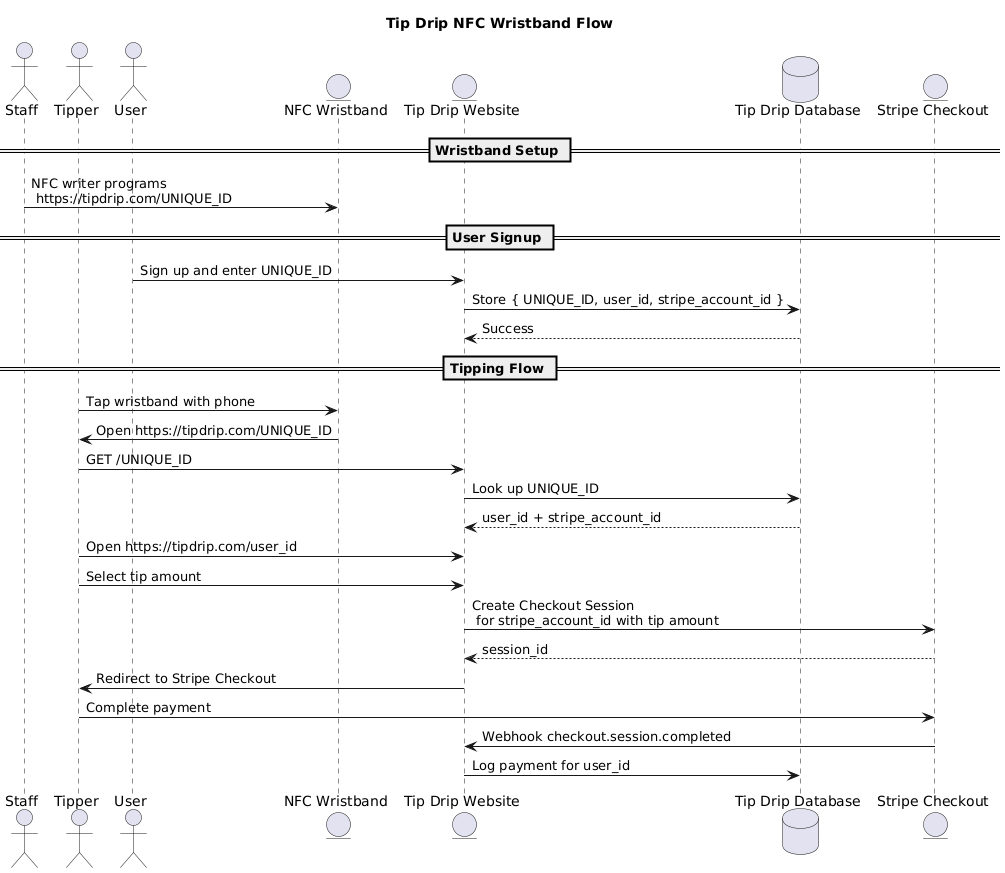 Tip Drip NFC Wristband Flow
Staff
Tipper
User
NFC Wristband
Tip Drip Website
Tip Drip Database
Stripe Checkout
Wristband Setup
NFC writer programs
https://tipdrip.com/UNIQUE_ID
User Signup
Sign up and enter UNIQUE_ID
Store { UNIQUE_ID, user_id, stripe_account_id }
Success
Tipping Flow
Tap wristband with phone
Open https://tipdrip.com/UNIQUE_ID
GET /UNIQUE_ID
Look up UNIQUE_ID
user_id + stripe_account_id
Open https://tipdrip.com/user_id
Select tip amount
Create Checkout Session
for stripe_account_id with tip amount
session_id
Redirect to Stripe Checkout
Complete payment
Webhook checkout.session.completed
Log payment for user_id
Staff
Tipper
User
NFC Wristband
Tip Drip Website
Tip Drip Database
Stripe Checkout